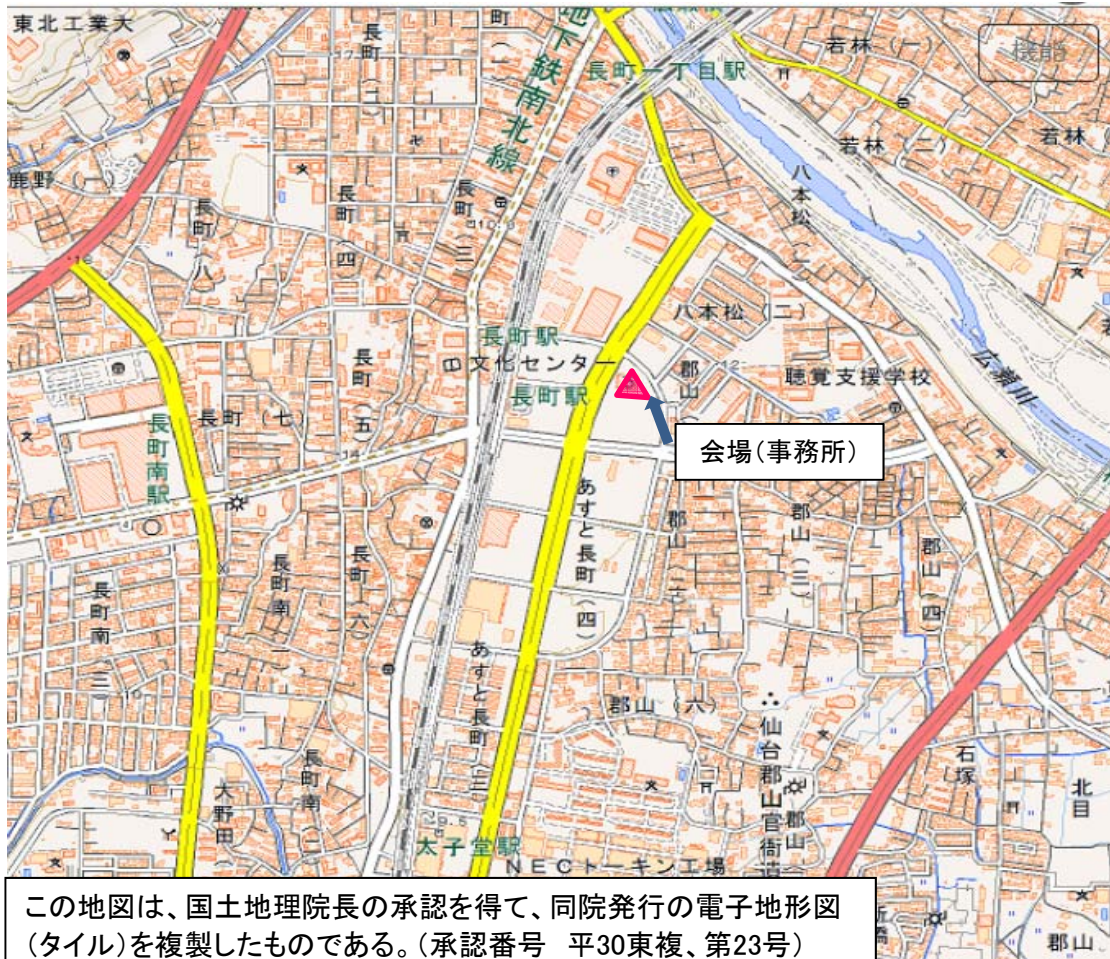 東北工業大
地下鉄南北線
長町(二)
長町(一)
長町一丁目駅
若林(一)
機能
若林(二)
若林(
鹿野
長町八
長町(四)
長町(三)
八本松(一)
八本松(二)
広瀬川
長町駅
文化センター
長町駅
郡山(
聴覚支援学校
会場(事務所)
長町(七)
長町(五)
長町南駅
あすと長町(四)
郡山(二)
郡山(三)
郡山(四)
長町南(三)
長町南(
長町(六)
あすと長町(三)
郡山(六)
仙台郡山官衙遺
石塚
北目
大野田
長町南(二)
郡山
太子堂駅
NECトーキン工場
郡山
この地図は、国土地理院長の承認を得て、同院発行の電子地形図
(タイル)を複製したものである。(承認番号 平30東複、第23号)